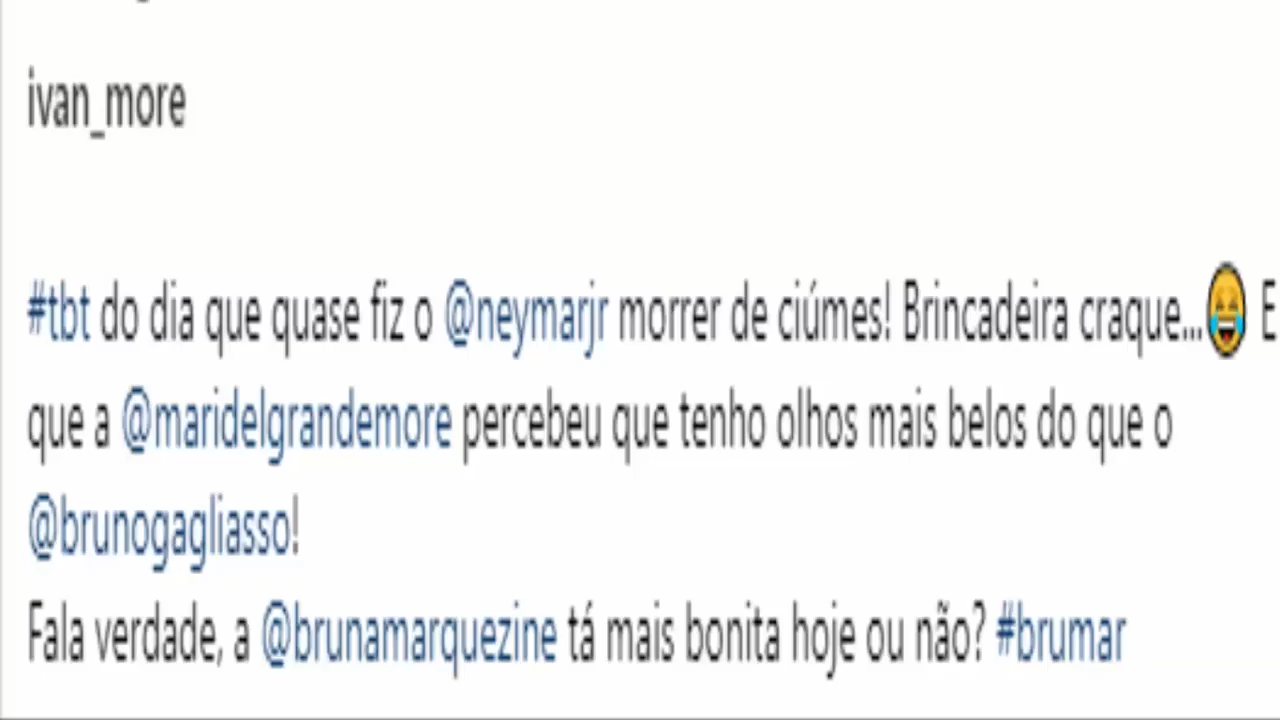 ivan_more
#tbt do dia que quase fiz o @neymarjr morrer de ciúmes! Brincadeira craque...😂 E
que a @maridelgrandemore percebeu que tenho olhos mais belos do que o
@brunogagliasso!
Fala verdade, a @brunamarquezine tá mais bonita hoje ou não? #brumar